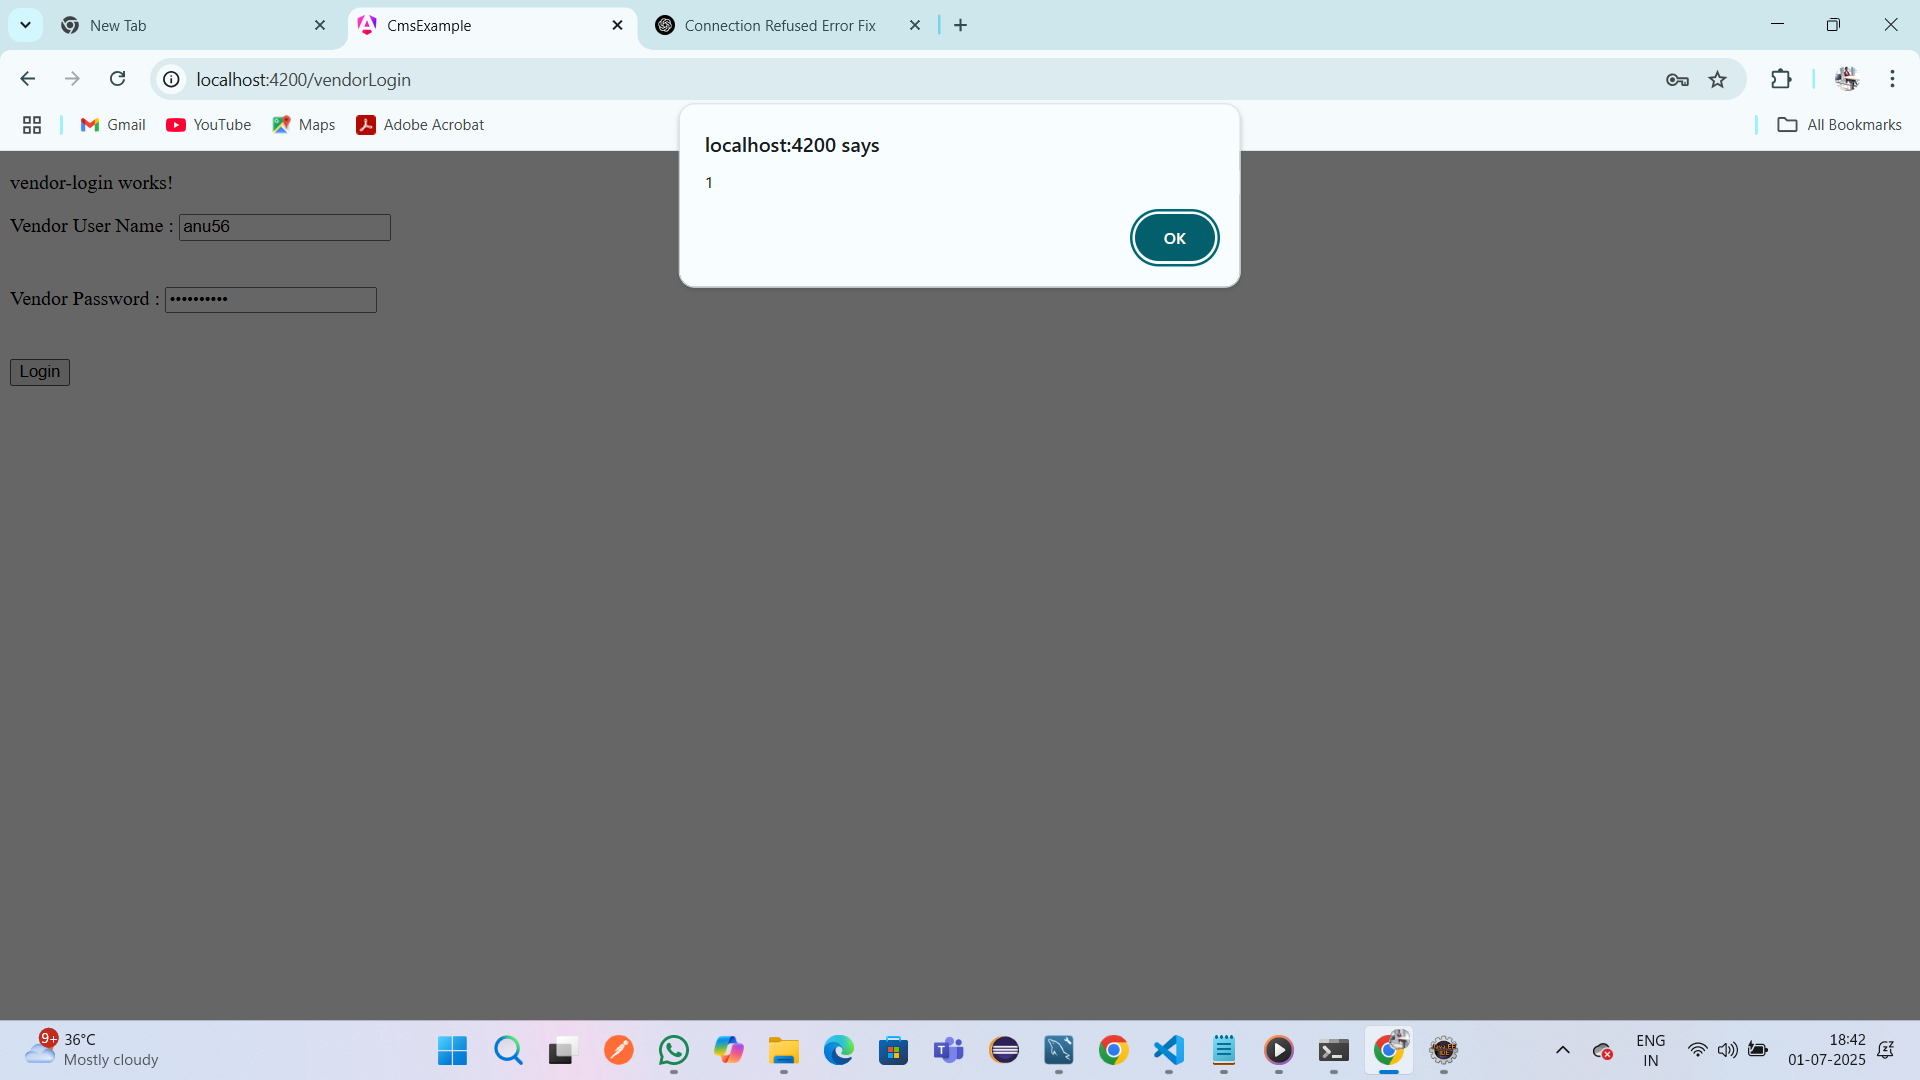 New Tab
CmsExample
Connection Refused Error Fix
localhost:4200/vendorLogin
Gmail
YouTube
Maps
Adobe Acrobat
All Bookmarks
localhost:4200 says
1
OK
vendor-login works!
Vendor User Name : anu56
Vendor Password : ••••••••••
Login
9+
36°C
Mostly cloudy
ENG
IN
18:42
01-07-2025